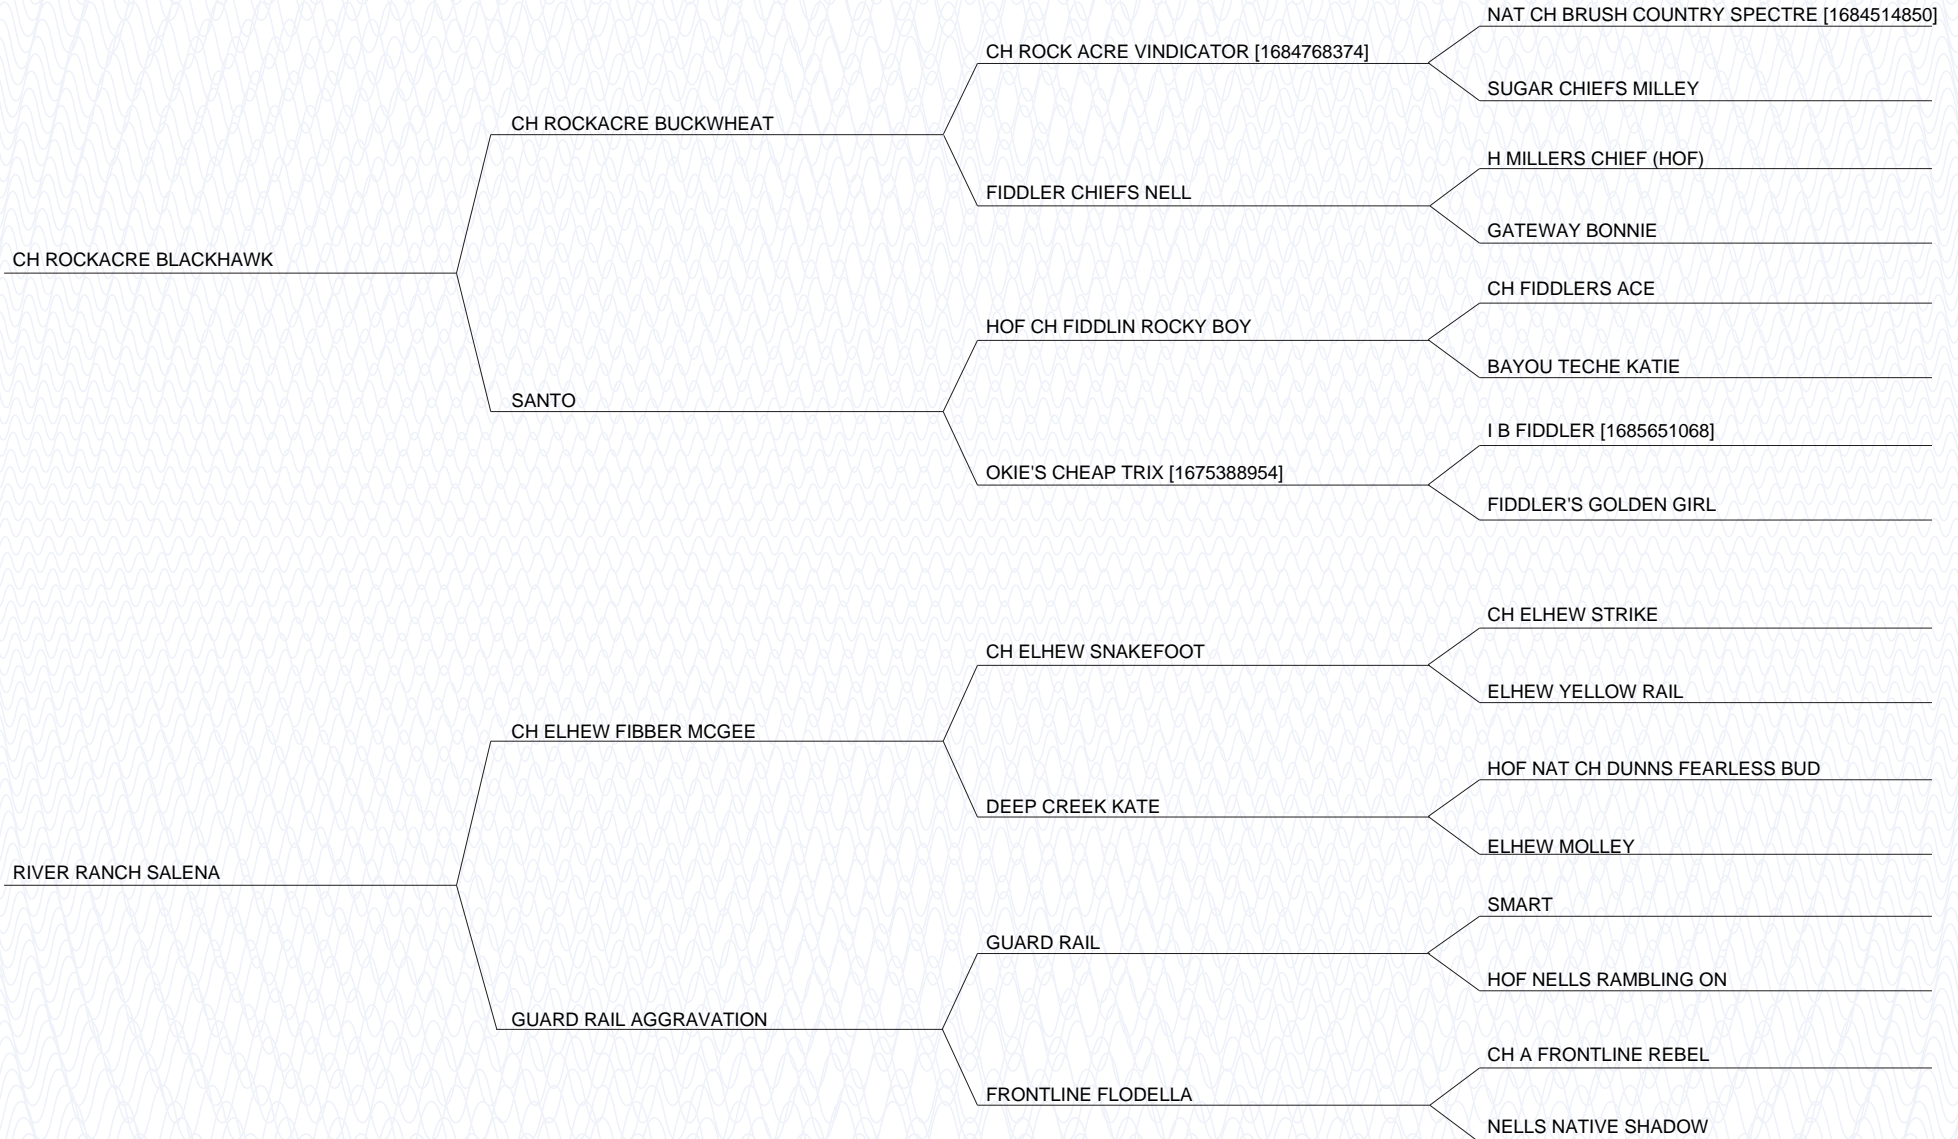 NAT CH BRUSH COUNTRY SPECTRE [1684514850]
CH ROCK ACRE VINDICATOR [1684768374]
SUGAR CHIEFS MILLEY
CH ROCKACRE BUCKWHEAT
H MILLERS CHIEF (HOF)
FIDDLER CHIEFS NELL
GATEWAY BONNIE
CH ROCKACRE BLACKHAWK
CH FIDDLERS ACE
HOF CH FIDDLIN ROCKY BOY
BAYOU TECHE KATIE
SANTO
I B FIDDLER [1685651068]
OKIE'S CHEAP TRIX [1675388954]
FIDDLER'S GOLDEN GIRL
CH ELHEW STRIKE
CH ELHEW SNAKEFOOT
ELHEW YELLOW RAIL
CH ELHEW FIBBER MCGEE
HOF NAT CH DUNNS FEARLESS BUD
DEEP CREEK KATE
ELHEW MOLLEY
RIVER RANCH SALENA
SMART
GUARD RAIL
HOF NELLS RAMBLING ON
GUARD RAIL AGGRAVATION
CH A FRONTLINE REBEL
FRONTLINE FLODELLA
NELLS NATIVE SHADOW